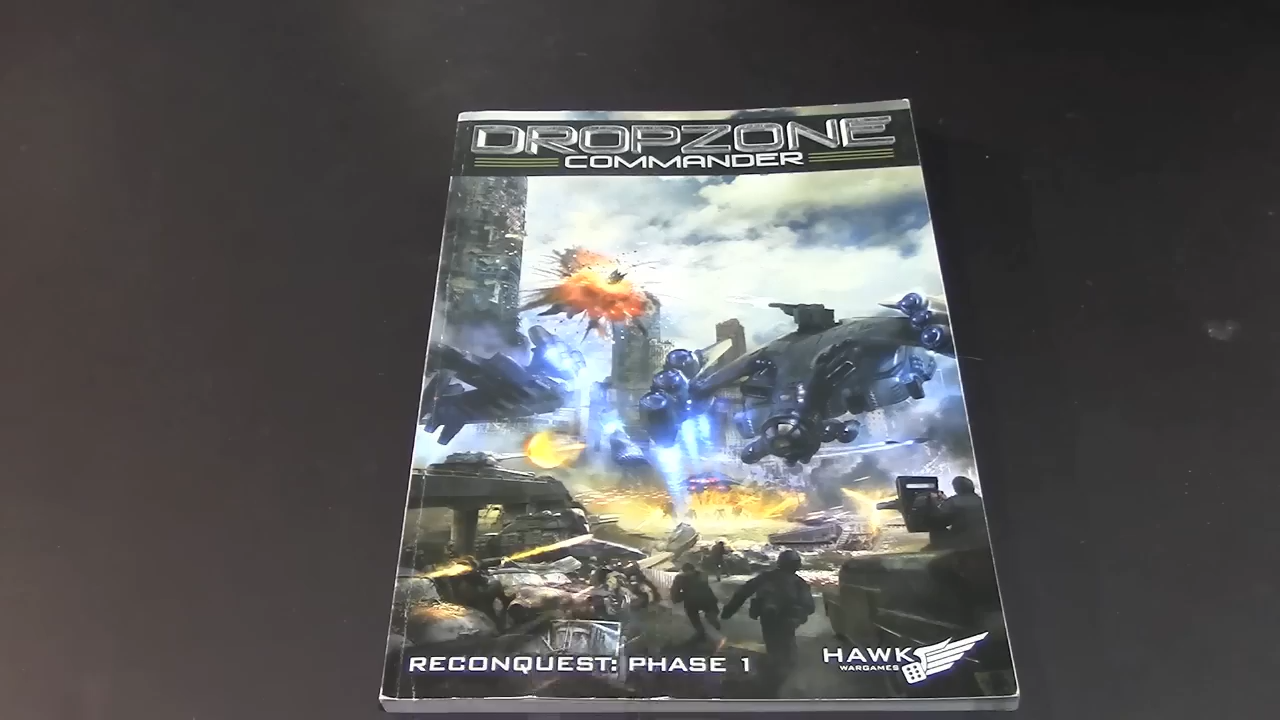 DROPZONE
COMMANDER
RECONQUEST: PHASE 1
HAWK
WARGAMES